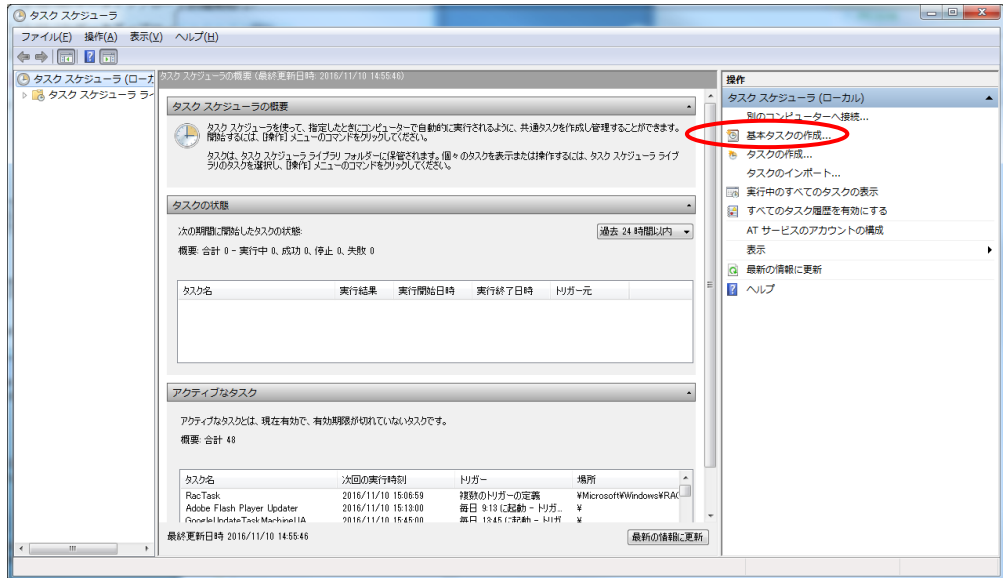 タスク スケジューラ
ファイル(F) 操作(A) 表示(V) ヘルプ(H)
タスク スケジューラ (ローカ
タスク スケジューラ ライ
タスク スケジューラの概要 (最終更新日時: 2016/11/10 14:55:46)
タスク スケジューラの概要
タスク スケジューラを使って、指定したときにコンピューターで自動的に実行されるように、共通タスクを作成し管理することができます。
開始するには、[操作] メニューのコマンドをクリックしてください。
タスクは、タスク スケジューラ ライブラリ フォルダーに保管されます。個々のタスクを表示または操作するには、タスク スケジューラ ライブ
ラリのタスクを選択し、[操作] メニューのコマンドをクリックしてください。
タスクの状態
次の期間に開始したタスクの状態:
過去 24 時間以内
概要: 合計 0 - 実行中 0、成功 0、停止 0、失敗 0
タスク名 実行結果 実行開始日時 実行終了日時 トリガー元
アクティブなタスク
アクティブなタスクとは、現在有効で、有効期限が切れていないタスクです。
概要: 合計 48
タスク名 次回の実行時刻 トリガー 場所
RacTask 2016/11/10 15:06:59 複数のトリガーの定義 ¥Microsoft¥Windows¥RAC
Adobe Flash Player Updater 2016/11/10 15:13:00 毎日 9:13 に起動 - トリガ... ¥
GoogleUpdateTaskMachineUA 2016/11/10 15:45:00 毎日 13:45 に起動 - トリガ ¥
最終更新日時 2016/11/10 14:55:46
最新の情報に更新
操作
タスク スケジューラ (ローカル)
別のコンピューターへ接続...
基本タスクの作成...
タスクの作成...
タスクのインポート...
実行中のすべてのタスクの表示
すべてのタスク履歴を有効にする
AT サービスのアカウントの構成
表示
最新の情報に更新
ヘルプ